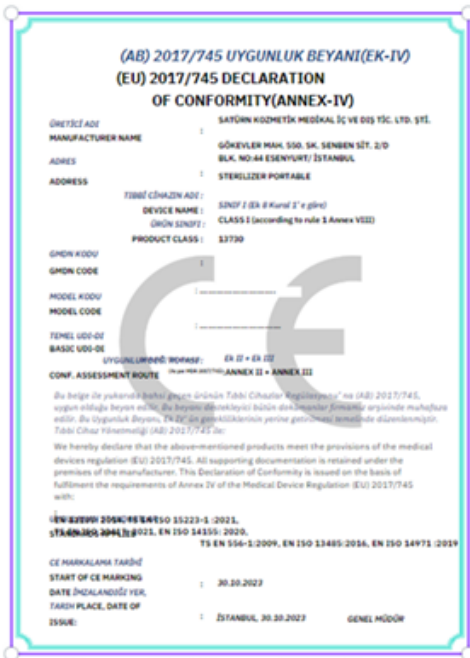 (AB) 2017/745 UYGUNLUK BEYANI(EK-IV)
(EU) 2017/745 DECLARATION
OF CONFORMITY(ANNEX-IV)
ÜRETİCİ ADI
MANUFACTURER NAME
:
SATÜRN KOZMETİK MEDİKAL İÇ VE DIŞ TİC. LTD. ŞTİ.
ADRES
ADDRESS
:
GÖKEVLER MAH. 550. SK. SENBEN SİT. 2/D
BLK. NO:44 ESENYURT/ İSTANBUL
STERILIZER PORTABLE
TIBBİ CİHAZIN ADI :
DEVICE NAME :
SINIF I (Ek 8 Kural 1' e göre)
ÜRÜN SINIFI :
CLASS I (according to rule 1 Annex VIII)
PRODUCT CLASS :
13730
GMDN KODU
GMDN CODE
:
MODEL KODU
MODEL CODE
:
TEMEL UDI-DI
BASIC UDI-DI
:
Ek II + Ek III
CONF. ASSESSMENT ROUTE
ANNEX II + ANNEX III
Bu belge ile yukarıda bahsi geçen ürünün Tıbbi Cihazlar Regülasyonu' na (AB) 2017/745,
uygun olduğu beyan edilir. Bu beyanı destekleyici bütün dokümanlar firmamız arşivinde muhafaza
edilir. Bu Uygunluk Beyanı, Ek IV' ün gerekliliklerinin yerine getirilmesi temelinde düzenlenmiştir.
Tıbbi Cihaz Yönetmeliği (AB) 2017/745 ile:
We hereby declare that the above-mentioned products meet the provisions of the medical
devices regulation (EU) 2017/745. All supporting documentation is retained under the
premises of the manufacturer. This Declaration of Conformity is issued on the basis of
fulfilment the requirements of Annex IV of the Medical Device Regulation (EU) 2017/745
with:
EN ISO 15223-1 :2021,
2021, EN ISO 14155: 2020,
TS EN 556-1:2009, EN ISO 13485:2016, EN ISO 14971 :2019
CE MARKALAMA TARİHİ
START OF CE MARKING
: 30.10.2023
DATE İMZALANDIĞI YER,
TARIH PLACE, DATE OF
ISSUE:
: İSTANBUL, 30.10.2023 GENEL MÜDÜR
CE